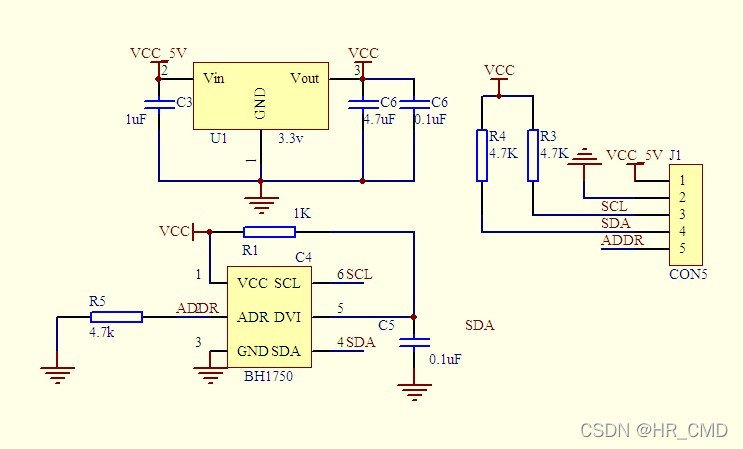 VCC_5V
VCC
2
Vin
Vout
3
C3
1uF
GND
C6
4.7uF
C6
0.1uF
U1
3.3v
1
VCC
R4
4.7K
R3
4.7K
VCC_5V
J1
1
2
SCL
3
SDA
4
ADDR
5
CON5
1K
VCC
R1
C4
1
VCC
SCL
6
SCL
R5
4.7k
ADDR
2
ADR
DVI
5
C5
SDA
3
GND
SDA
4
SDA
0.1uF
BH1750
CSDN @HR_CMD